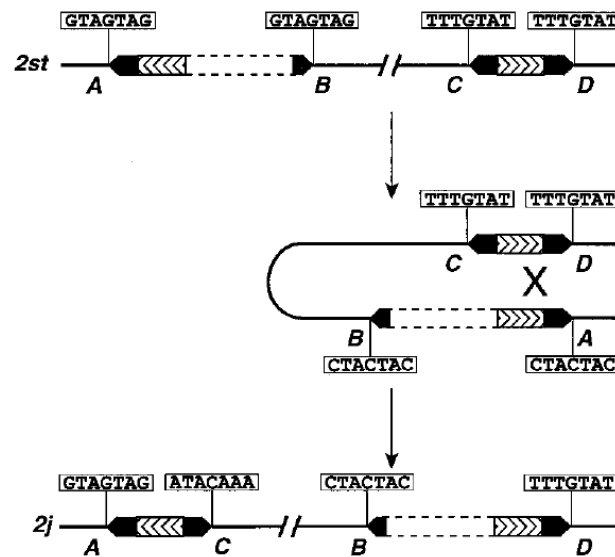 GTAGTAG GTAGTAG TTTGTAT TTTGTAT
2st
A B C D
TTTGTAT TTTGTAT
C D
X
B A
CTACTAC CTACTAC
GTAGTAG ATACAAA CTACTAC TTTGTAT
2j
A C B D